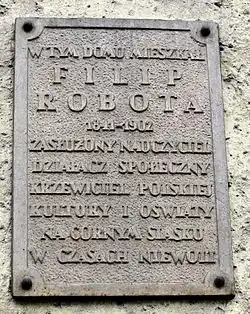 W TYM DOMU MIESZKAŁ
FILIP
ROBOTA
1841-1902
ZASŁUŻONY NAUCZYCIEL
DZIAŁACZ SPOŁECZNY
KRZEWICIEL POLSKIEJ
KULTURY I OŚWIATY
NA GÓRNYM ŚLĄSKU
W CZASACH NIEWOLI